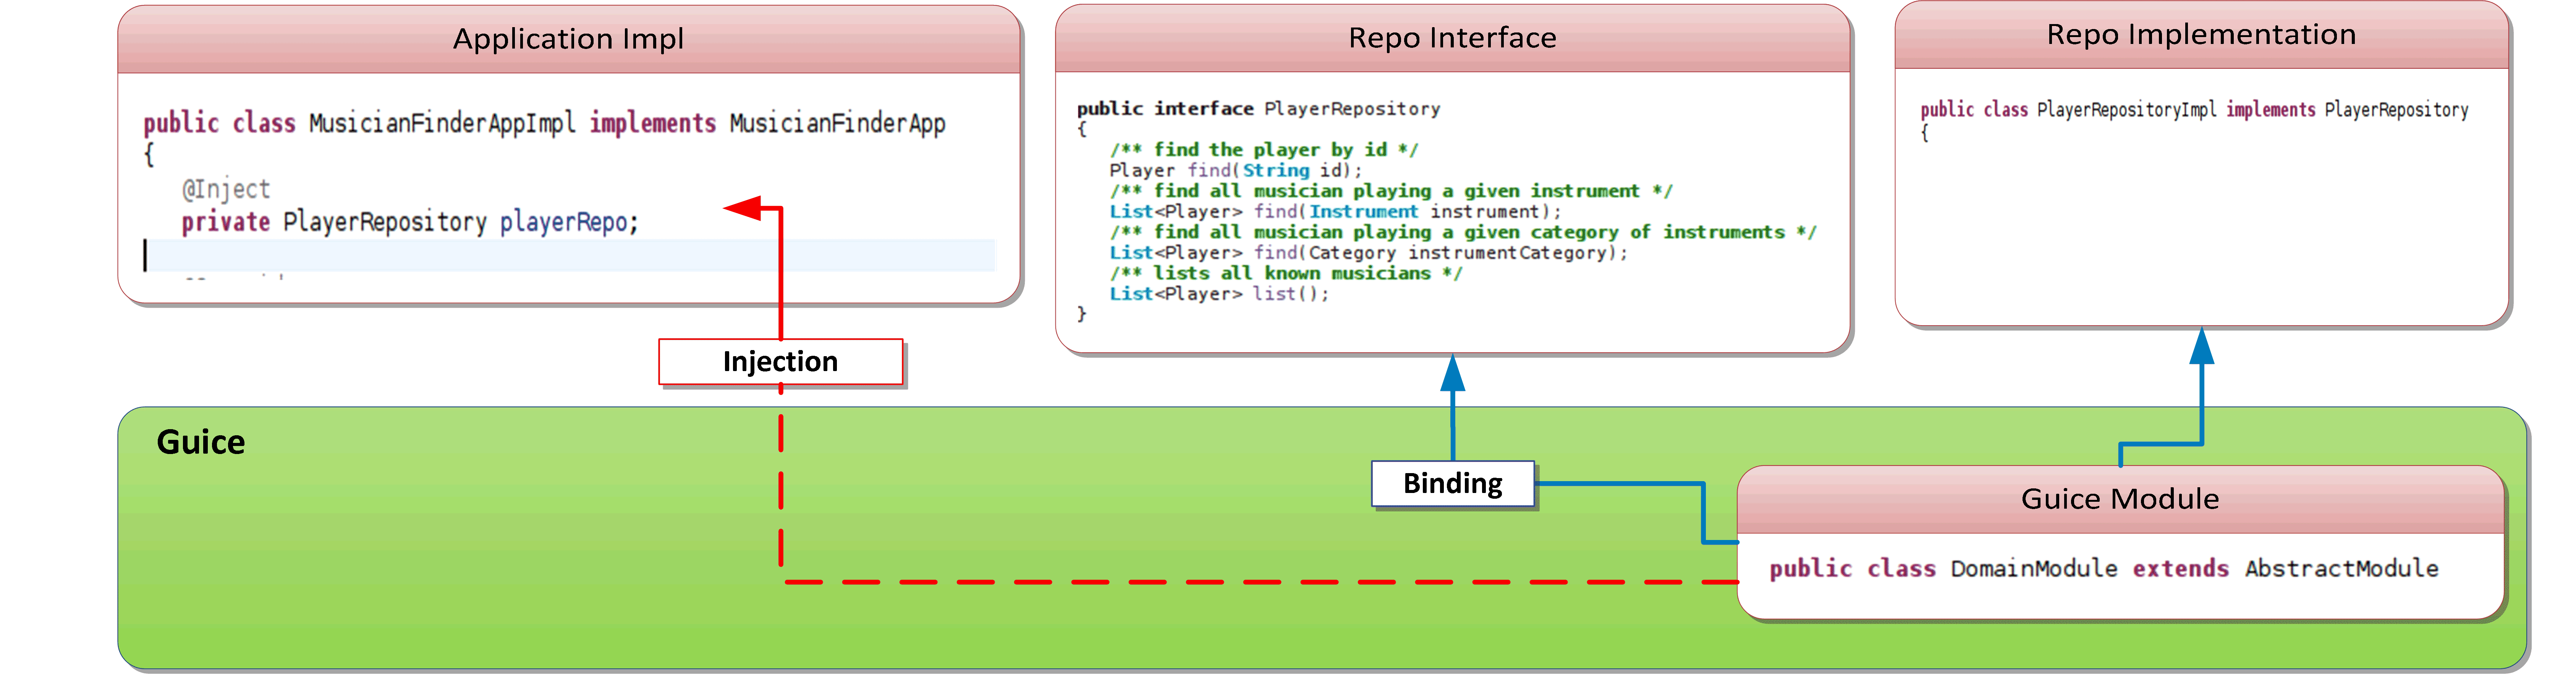 Application Impl
public class MusicianFinderAppImpl implements MusicianFinderApp
{
@Inject
private PlayerRepository playerRepo;
Repo Interface
public interface PlayerRepository
{
/** find the player by id */
Player find(String id);
/** find all musician playing a given instrument */
List<Player> find(Instrument instrument);
/** find all musician playing a given category of instruments */
List<Player> find(Category instrumentCategory);
/** lists all known musicians */
List<Player> list();
}
Repo Implementation
public class PlayerRepositoryImpl implements PlayerRepository
{
Injection
Guice
Binding
Guice Module
public class DomainModule extends AbstractModule